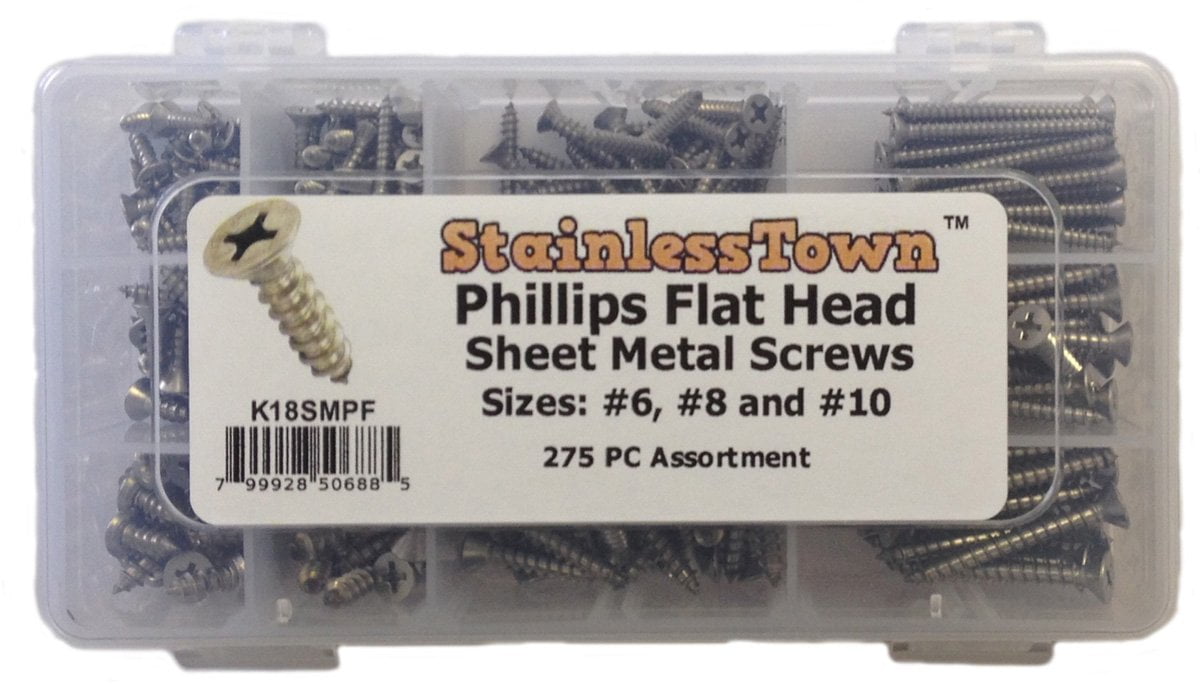 StainlessTown™
Phillips Flat Head
Sheet Metal Screws
Sizes: #6, #8 and #10
275 PC Assortment
K18SMPF
7 99928 50688 5